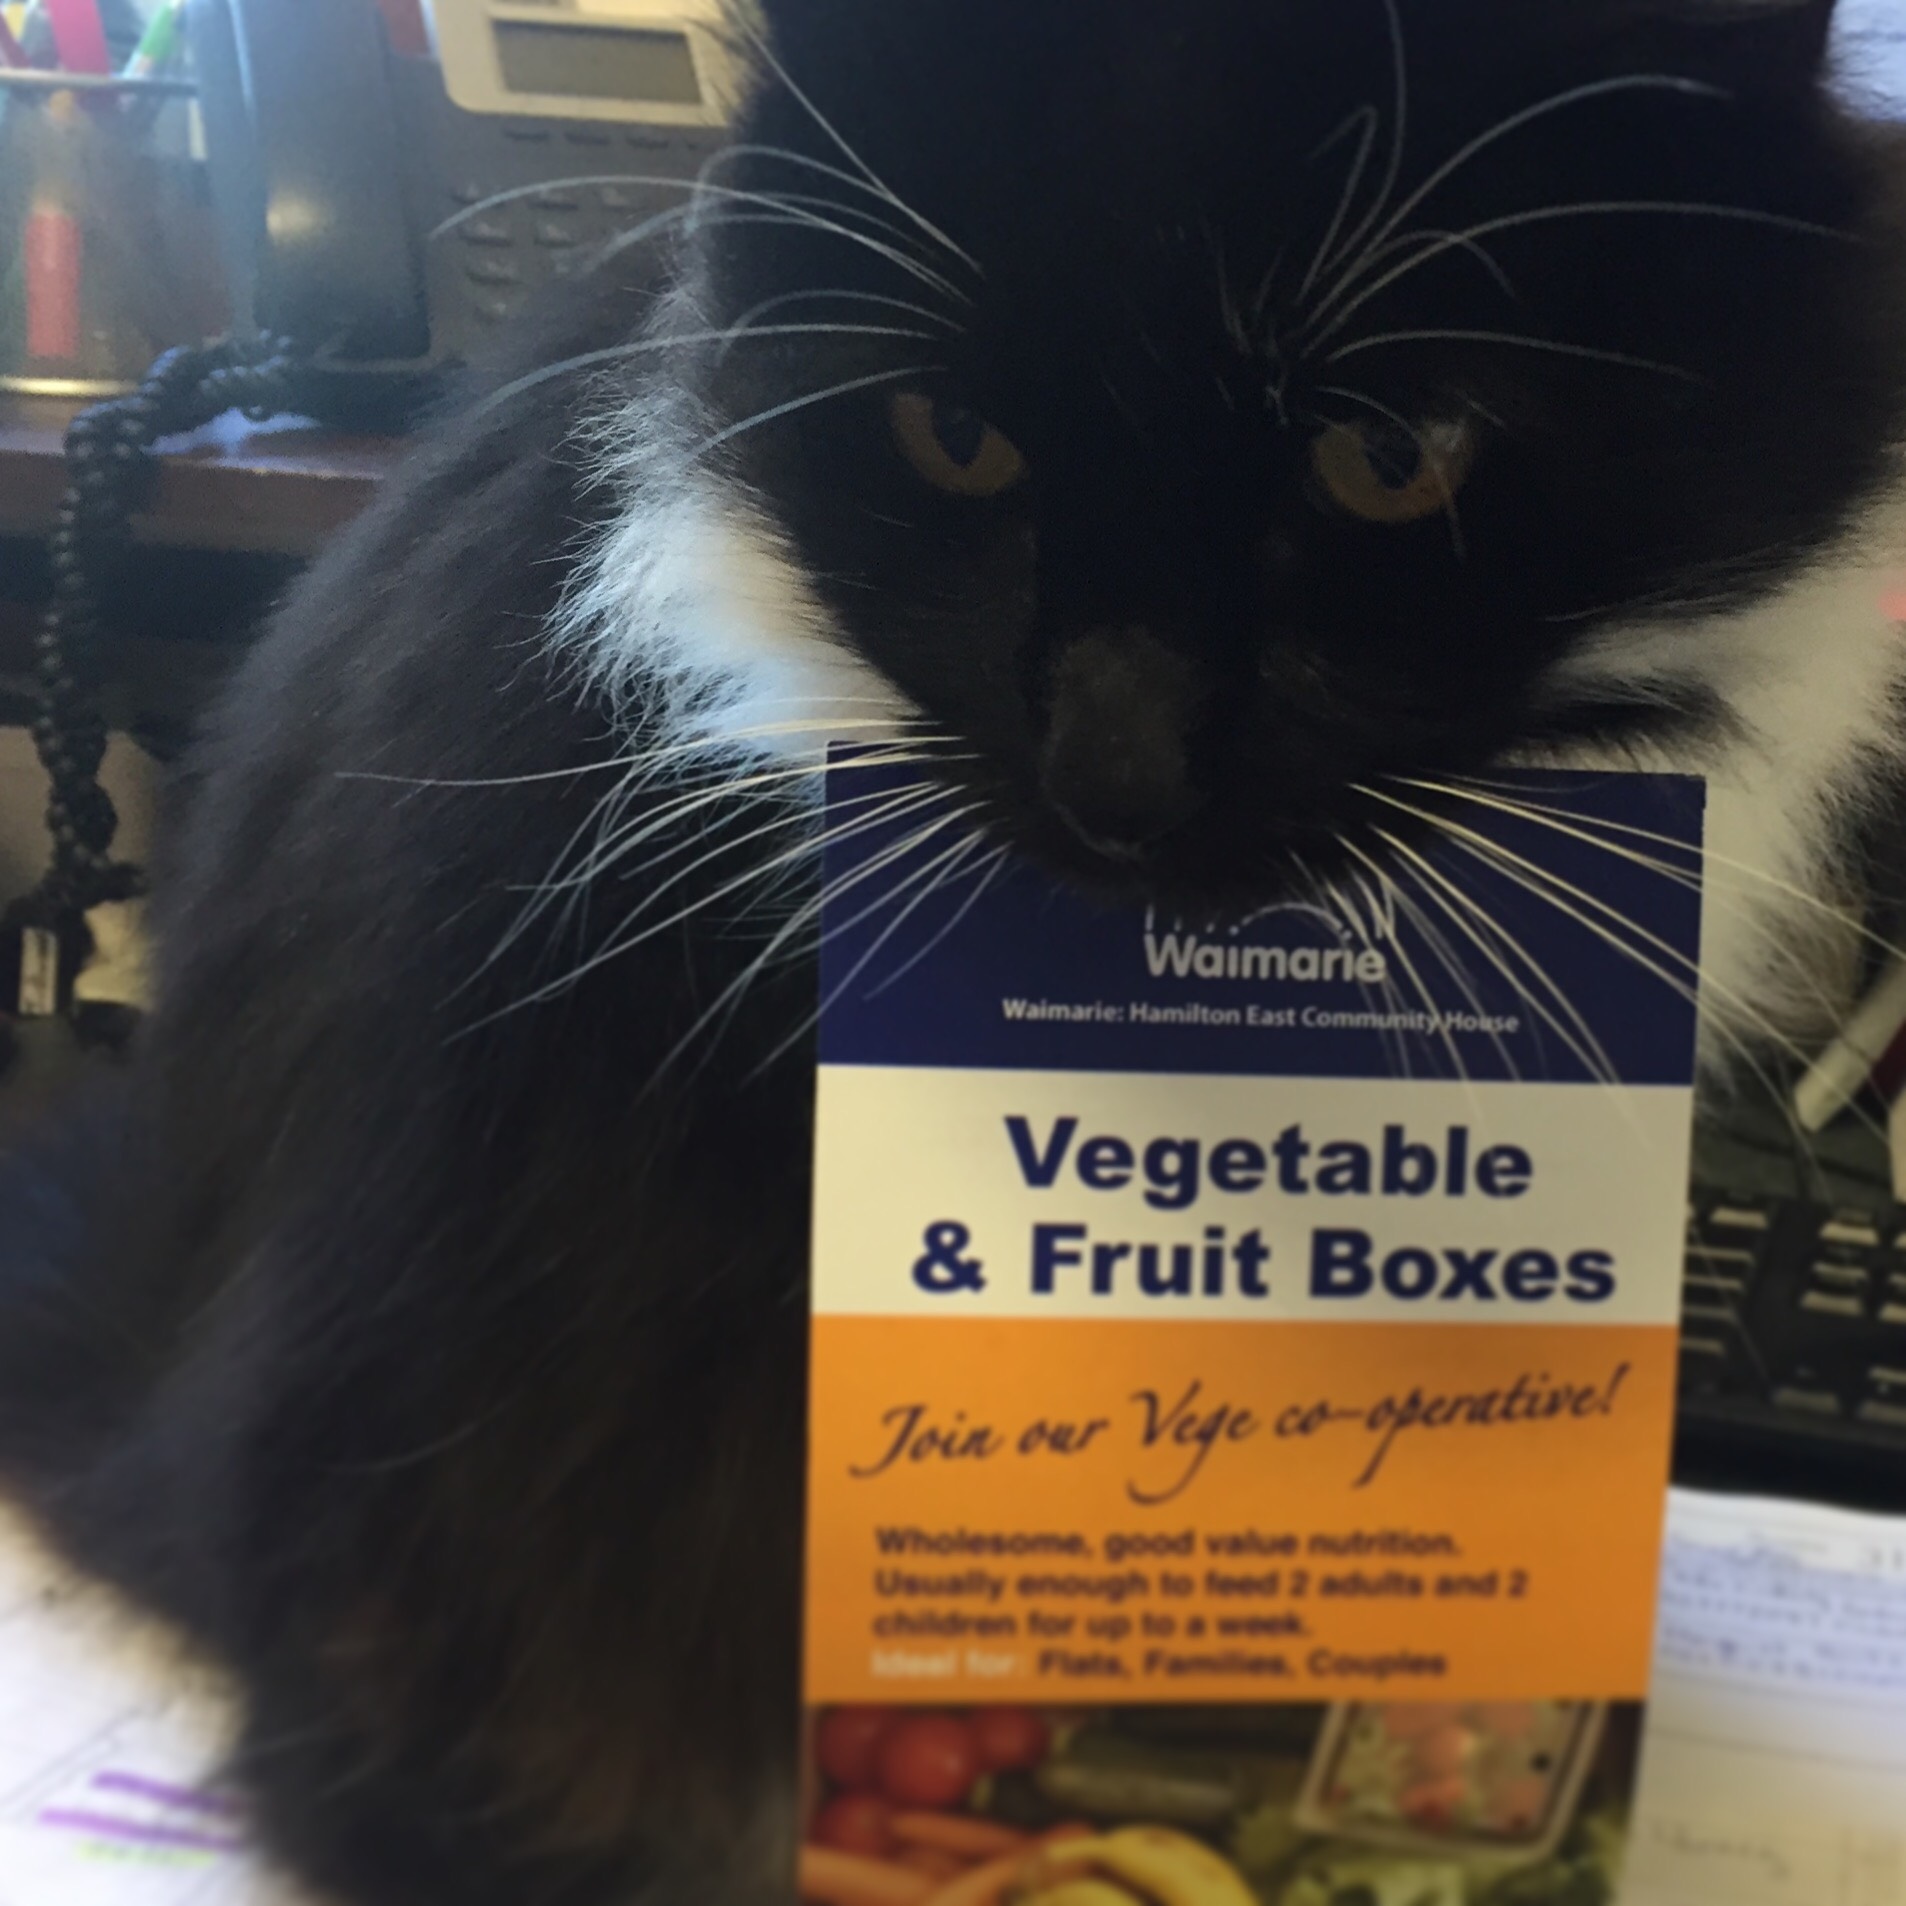 Waimarie
Waimarie: Hamilton East Community House
Vegetable
& Fruit Boxes
Join our Vege co-operative!
Wholesome, good value nutrition.
Usually enough to feed 2 adults and 2
children for up to a week.
Ideal for: Flats, Families, Couples